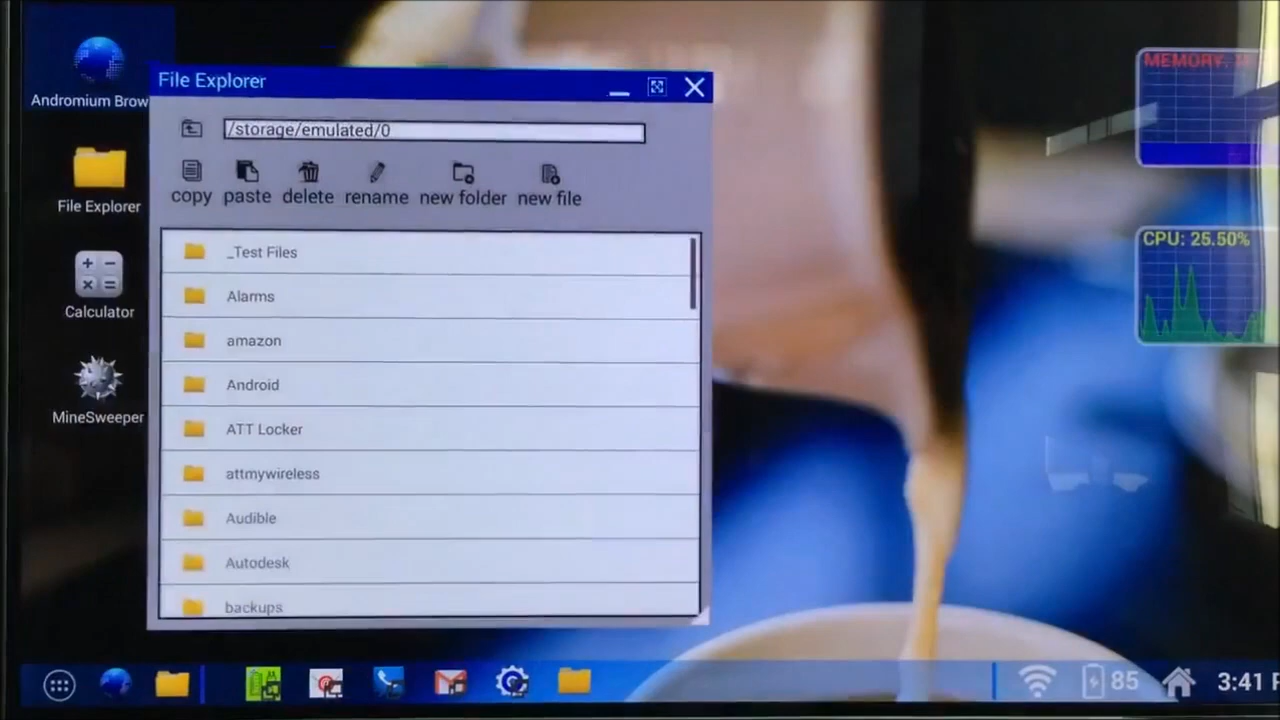 Andromium Brow
File Explorer
Calculator
MineSweeper
File Explorer
/storage/emulated/0
copy paste delete rename new folder new file
_Test Files
Alarms
amazon
Android
ATT Locker
attmywireless
Audible
Autodesk
backups
MEMORY:
CPU: 25.50%
85 3:41 P